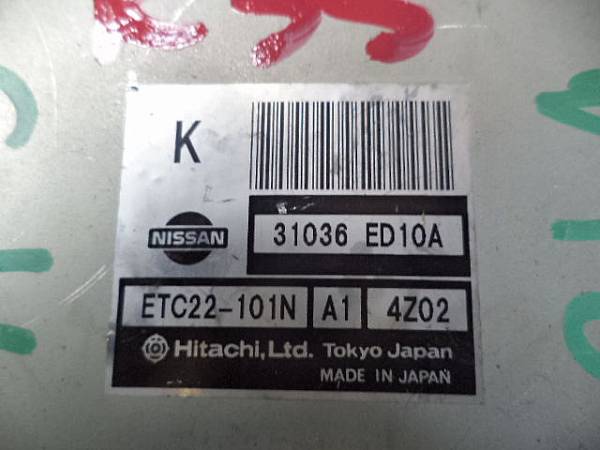 K
NISSAN
31036 ED10A
ETC22-101N A1 4Z02
Hitachi, Ltd. Tokyo Japan
MADE IN JAPAN